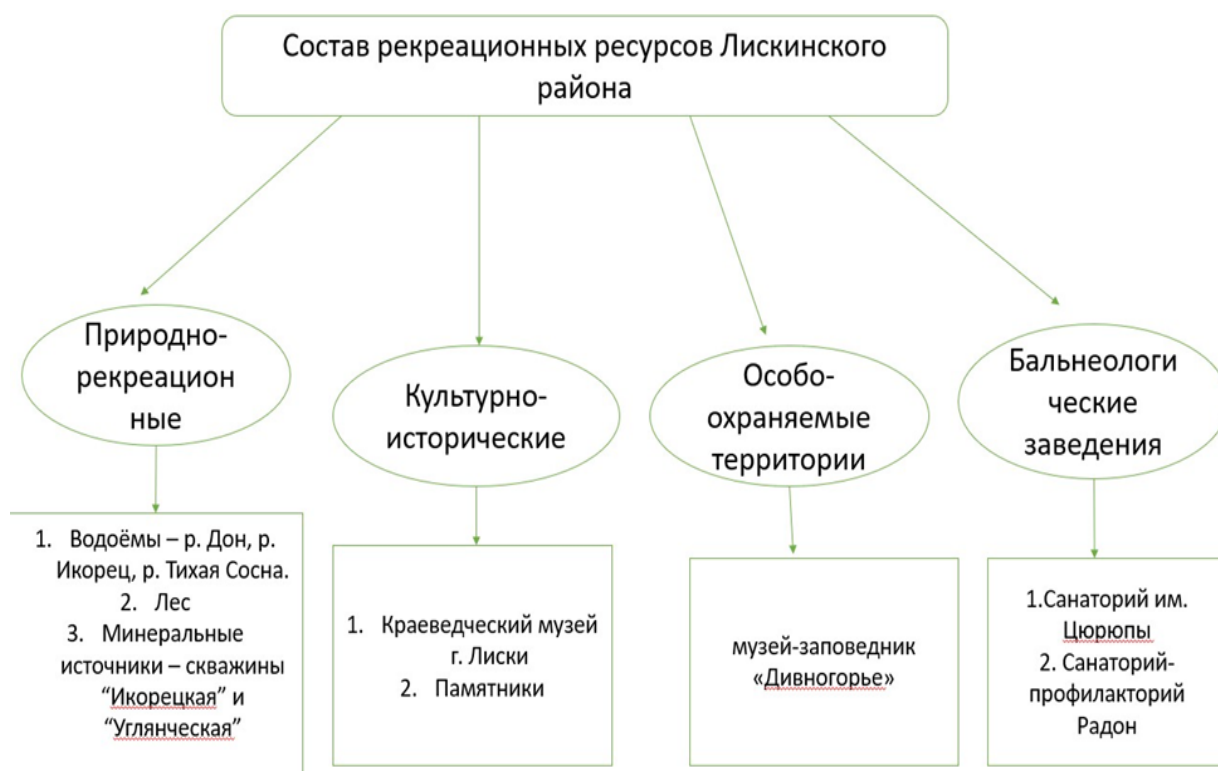 Состав рекреационных ресурсов Лискинского
района
Природно-
рекреацион
ные
Культурно-
исторические
Особо-
охраняемые
территории
Бальнеологи
ческие
заведения
1. Водоёмы – р. Дон, р.
Икорец, р. Тихая Сосна.
2. Лес
3. Минеральные
источники – скважины
“Икорецкая” и
“Углянческая”
1. Краеведческий музей
г. Лиски
2. Памятники
музей-заповедник
«Дивногорье»
1.Санаторий им.
Цюрюпы
2. Санаторий-
профилакторий
Радон